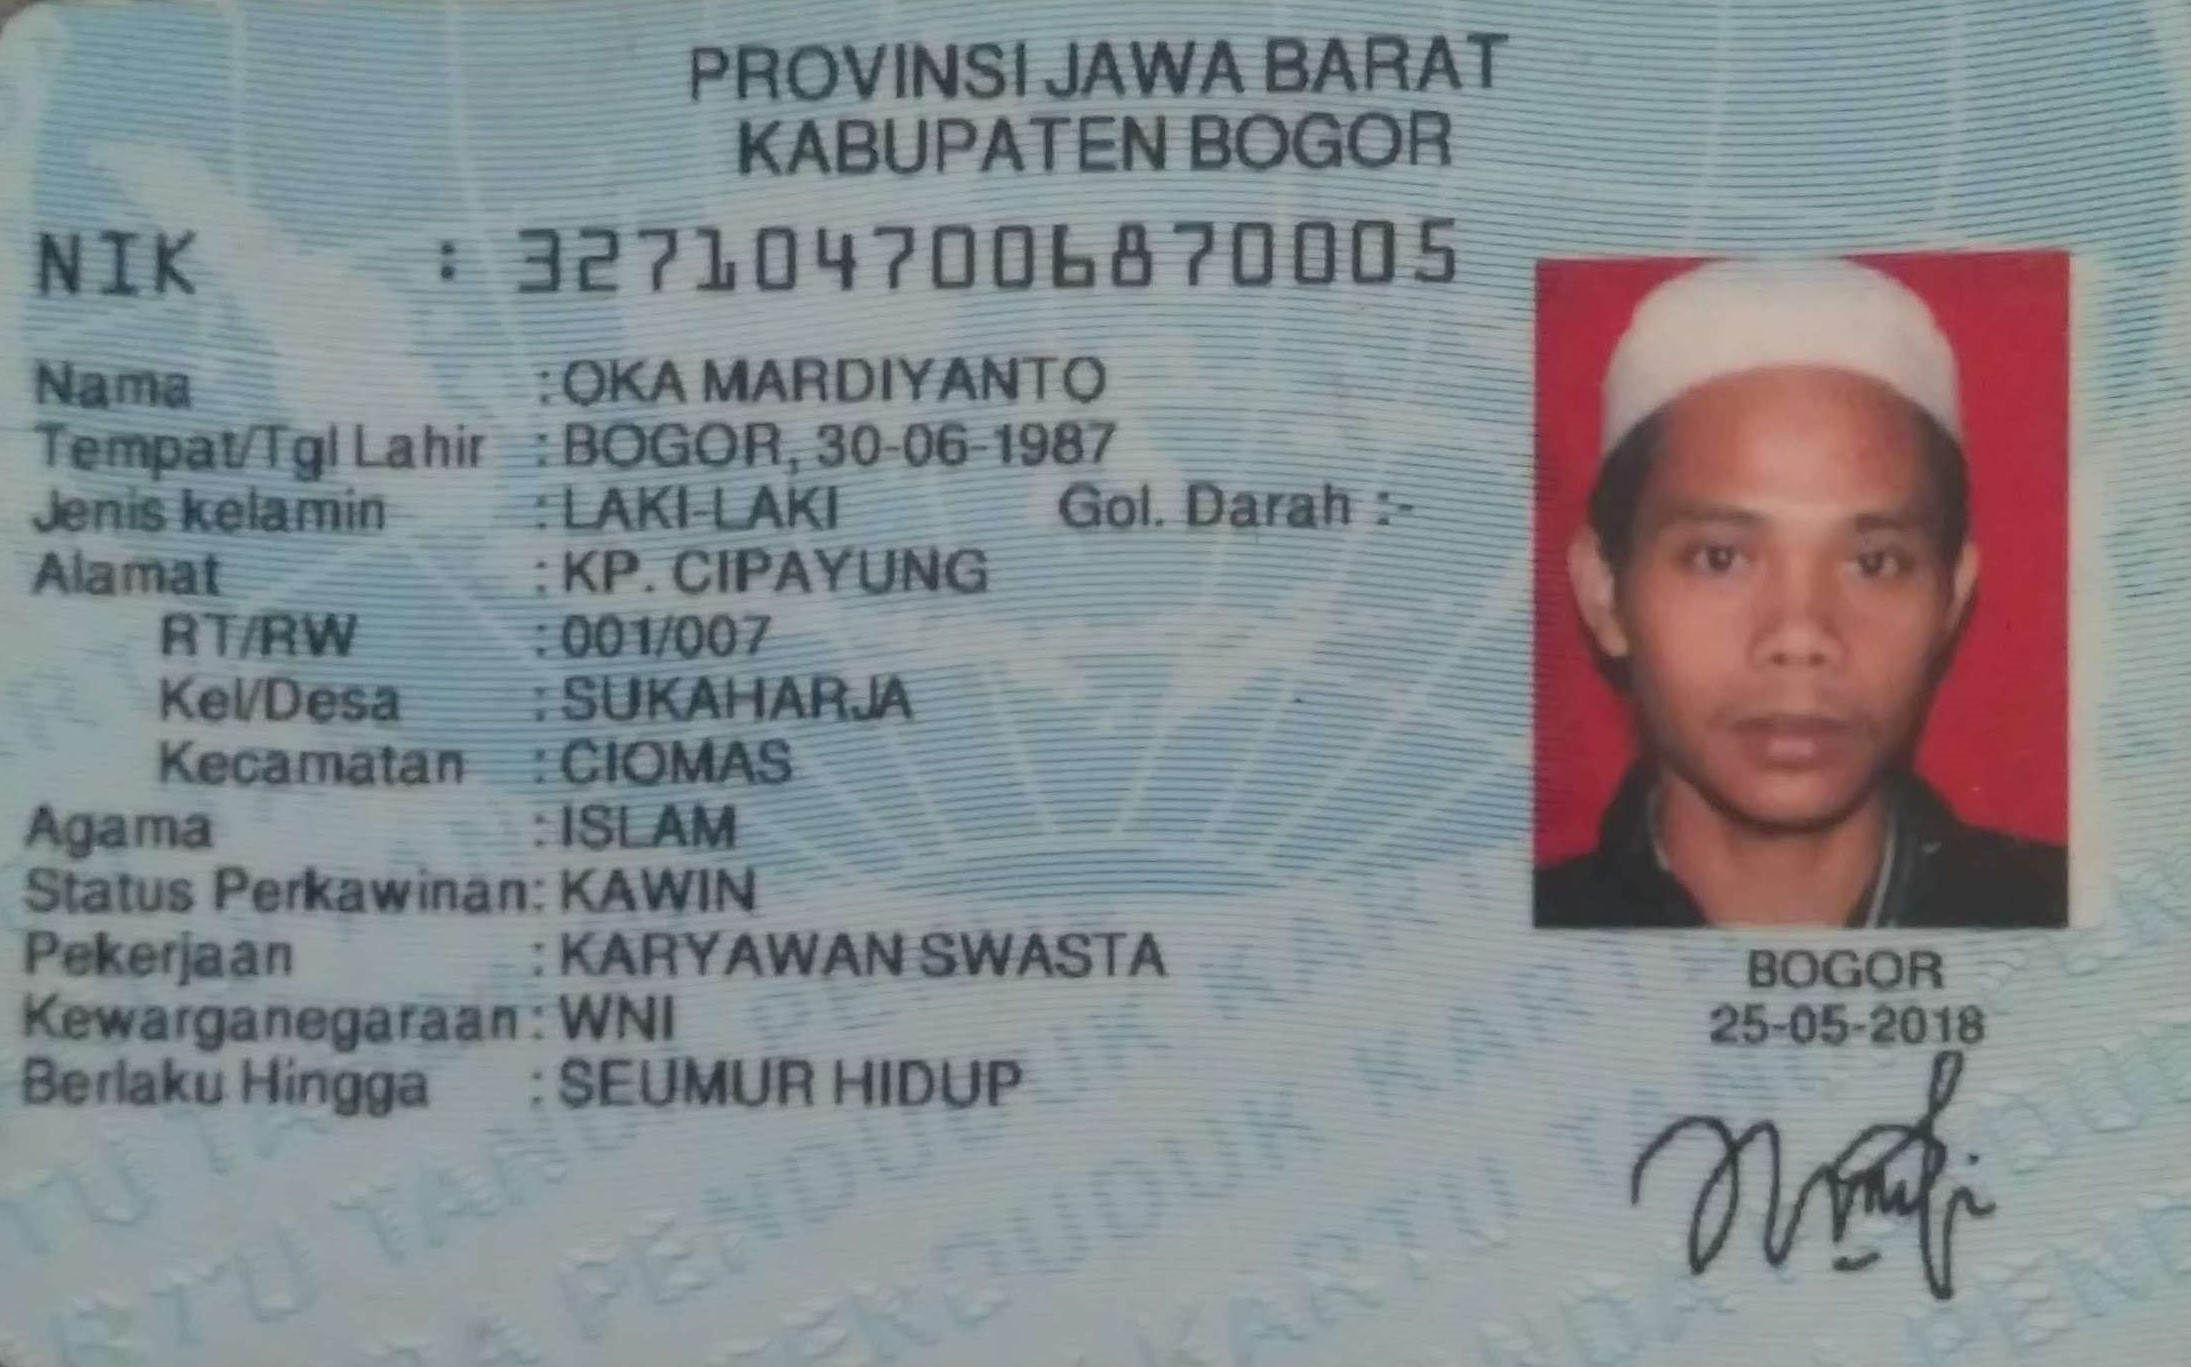 PROVINSI JAWA BARAT
KABUPATEN BOGOR
NIK : 3271047006870005
Nama : OKA MARDIYANTO
Tempat/Tgl Lahir : BOGOR, 30-06-1987
Jenis kelamin : LAKI-LAKI Gol. Darah :-
Alamat : KP. CIPAYUNG
RT/RW : 001/007
Kel/Desa : SUKAHARJA
Kecamatan : CIOMAS
Agama : ISLAM
Status Perkawinan: KAWIN
Pekerjaan : KARYAWAN SWASTA
Kewarganegaraan: WNI
Berlaku Hingga : SEUMUR HIDUP
BOGOR
25-05-2018